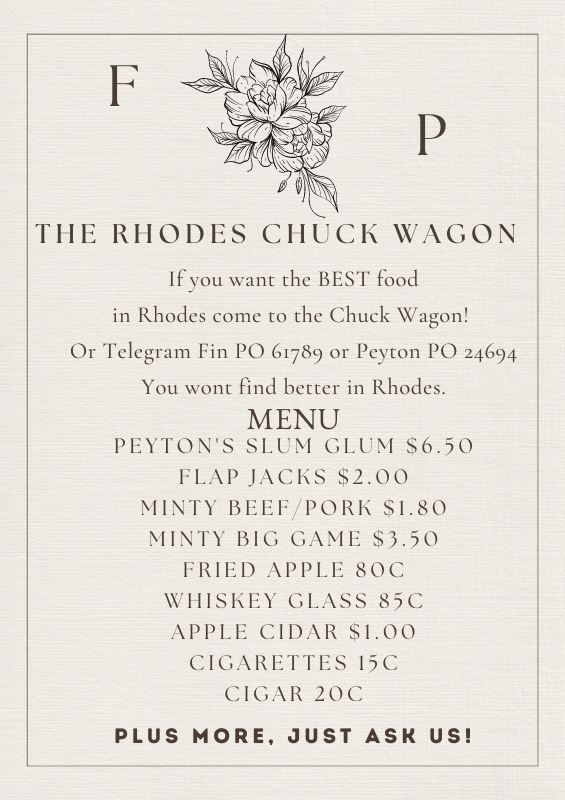 F
P
THE RHODES CHUCK WAGON
If you want the BEST food
in Rhodes come to the Chuck Wagon!
Or Telegram Fin PO 61789 or Peyton PO 24694
You wont find better in Rhodes.
MENU
PEYTON'S SLUM GLUM $6.50
FLAP JACKS $2.00
MINTY BEEF/PORK $1.80
MINTY BIG GAME $3.50
FRIED APPLE 80C
WHISKEY GLASS 85C
APPLE CIDAR $1.00
CIGARETTES 15C
CIGAR 20C
PLUS MORE, JUST ASK US!